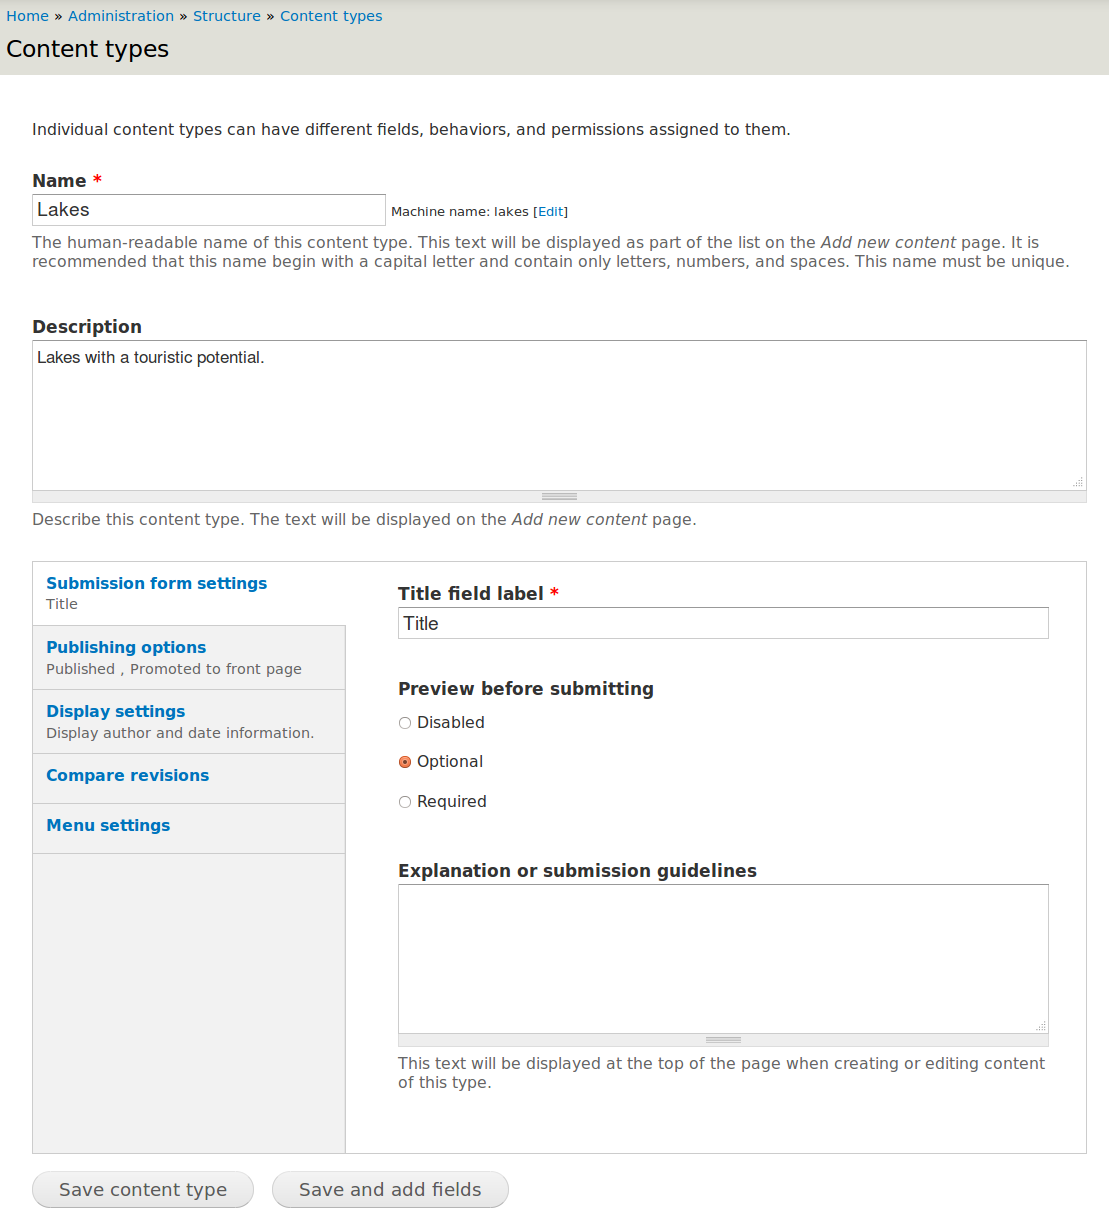 Home » Administration » Structure » Content types
Content types
Individual content types can have different fields, behaviors, and permissions assigned to them.
Name *
Lakes
Machine name: lakes [Edit]
The human-readable name of this content type. This text will be displayed as part of the list on the Add new content page. It is
recommended that this name begin with a capital letter and contain only letters, numbers, and spaces. This name must be unique.
Description
Lakes with a touristic potential.
Describe this content type. The text will be displayed on the Add new content page.
Submission form settings
Title
Publishing options
Published , Promoted to front page
Display settings
Display author and date information.
Compare revisions
Menu settings
Title field label *
Title
Preview before submitting
Disabled
Optional
Required
Explanation or submission guidelines
This text will be displayed at the top of the page when creating or editing content
of this type.
Save content type
Save and add fields